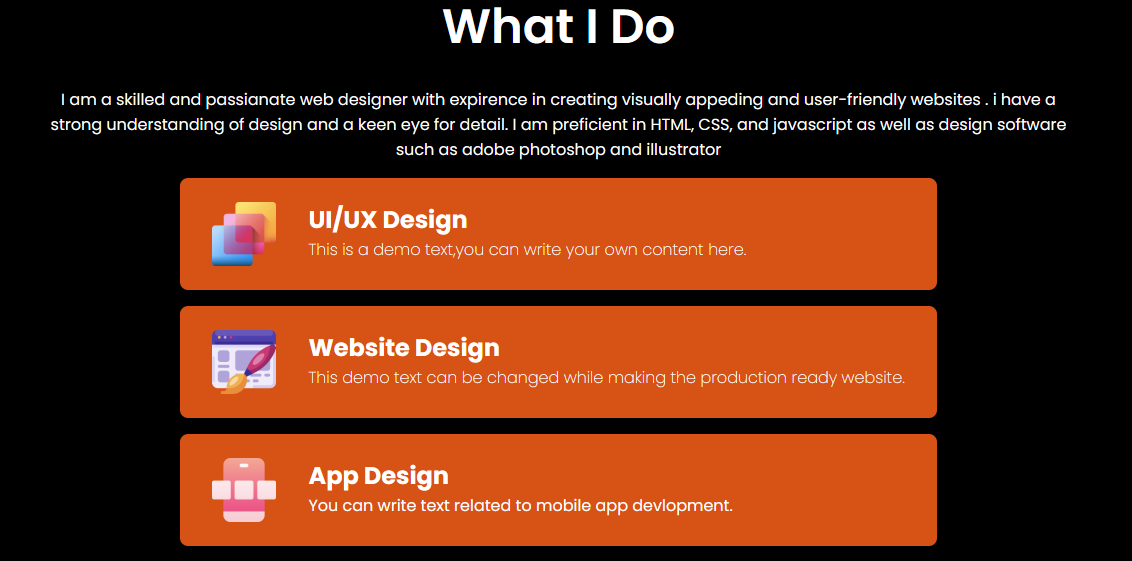 What I Do
I am a skilled and passianate web designer with expirence in creating visually appeding and user-friendly websites . i have a
strong understanding of design and a keen eye for detail. I am preficient in HTML, CSS, and javascript as well as design software
such as adobe photoshop and illustrator
UI/UX Design
This is a demo text,you can write your own content here.
Website Design
This demo text can be changed while making the production ready website.
App Design
You can write text related to mobile app devlopment.